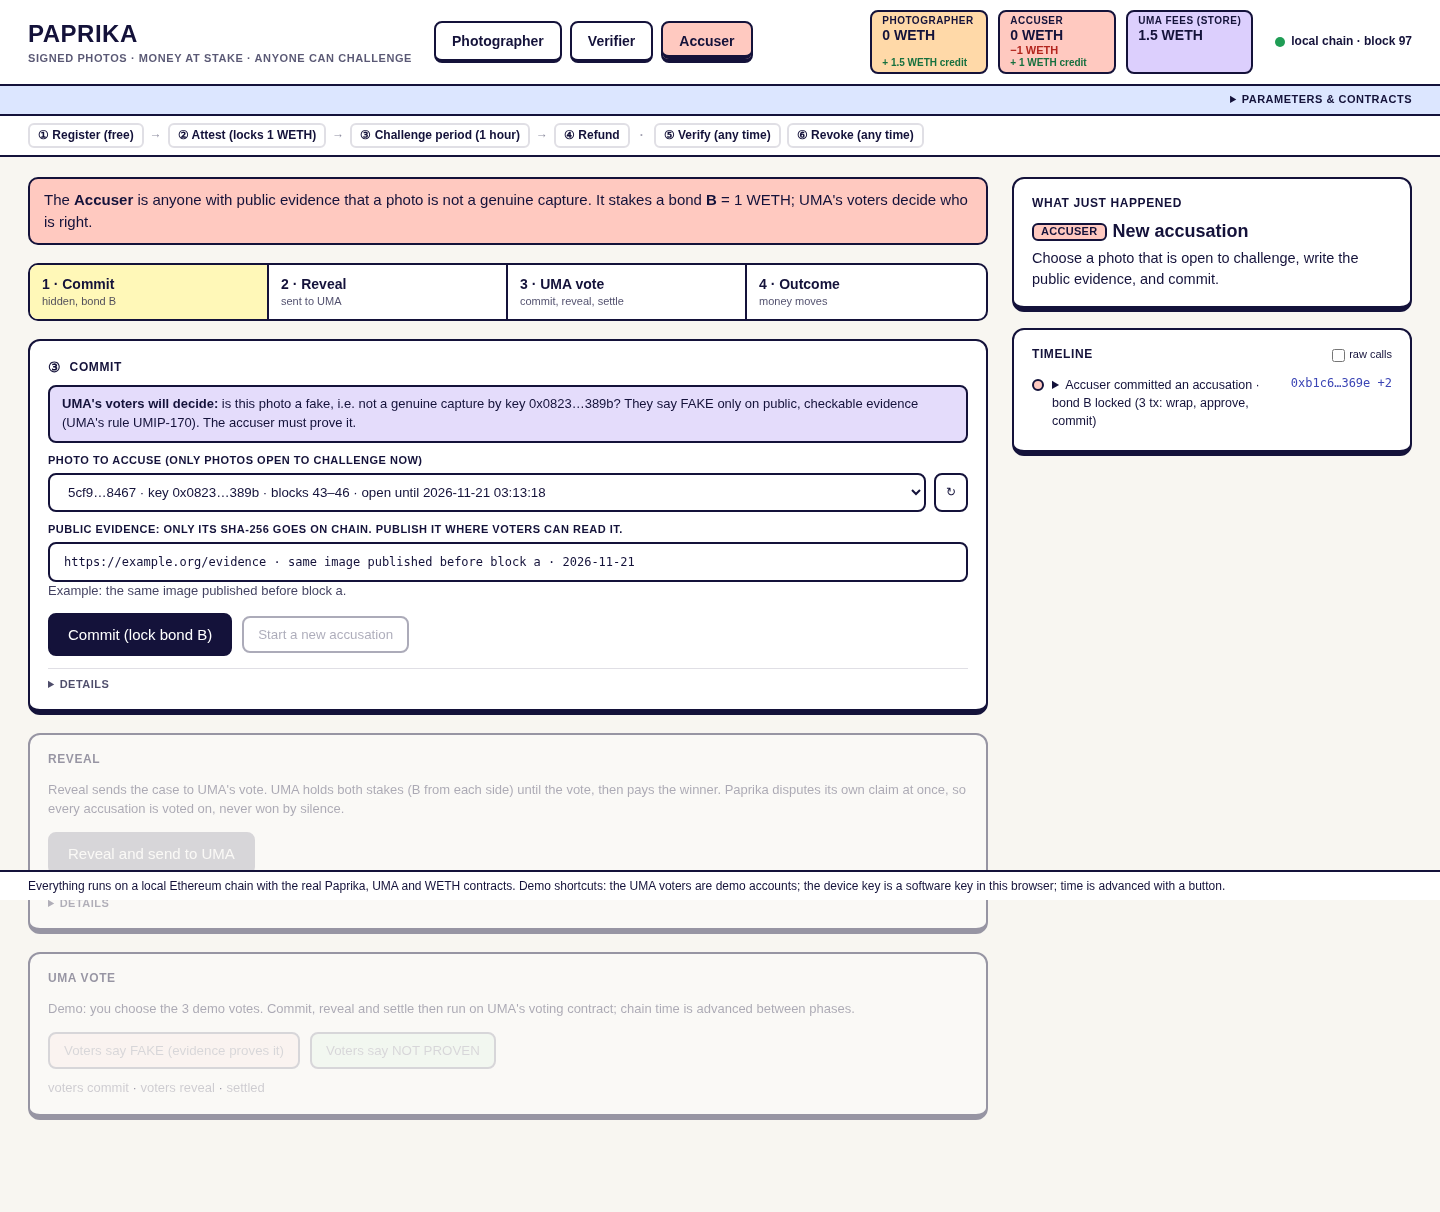 PAPRIKA
SIGNED PHOTOS · MONEY AT STAKE · ANYONE CAN CHALLENGE
Photographer
Verifier
Accuser
PHOTOGRAPHER
0 WETH
+ 1.5 WETH credit
ACCUSER
0 WETH
−1 WETH
+ 1 WETH credit
UMA FEES (STORE)
1.5 WETH
local chain · block 97
▶ PARAMETERS & CONTRACTS
① Register (free) → ② Attest (locks 1 WETH) → ③ Challenge period (1 hour) → ④ Refund · ⑤ Verify (any time) ⑥ Revoke (any time)
The Accuser is anyone with public evidence that a photo is not a genuine capture. It stakes a bond B = 1 WETH; UMA's voters decide who
is right.
1 · Commit
hidden, bond B
2 · Reveal
sent to UMA
3 · UMA vote
commit, reveal, settle
4 · Outcome
money moves
③ COMMIT
UMA's voters will decide: is this photo a fake, i.e. not a genuine capture by key 0x0823…389b? They say FAKE only on public, checkable evidence
(UMA's rule UMIP-170). The accuser must prove it.
PHOTO TO ACCUSE (ONLY PHOTOS OPEN TO CHALLENGE NOW)
5cf9…8467 · key 0x0823…389b · blocks 43–46 · open until 2026-11-21 03:13:18
↻
PUBLIC EVIDENCE: ONLY ITS SHA-256 GOES ON CHAIN. PUBLISH IT WHERE VOTERS CAN READ IT.
https://example.org/evidence · same image published before block a · 2026-11-21
Example: the same image published before block a.
Commit (lock bond B)
Start a new accusation
▶ DETAILS
REVEAL
Reveal sends the case to UMA's vote. UMA holds both stakes (B from each side) until the vote, then pays the winner. Paprika disputes its own claim at once, so
every accusation is voted on, never won by silence.
Reveal and send to UMA
Everything runs on a local Ethereum chain with the real Paprika, UMA and WETH contracts. Demo shortcuts: the UMA voters are demo accounts; the device key is a software key in this browser; time is advanced with a button.
▶ DETAILS
UMA VOTE
Demo: you choose the 3 demo votes. Commit, reveal and settle then run on UMA's voting contract; chain time is advanced between phases.
Voters say FAKE (evidence proves it)
Voters say NOT PROVEN
voters commit · voters reveal · settled
WHAT JUST HAPPENED
ACCUSER New accusation
Choose a photo that is open to challenge, write the
public evidence, and commit.
TIMELINE
raw calls
▶ Accuser committed an accusation · 0xb1c6…369e +2
bond B locked (3 tx: wrap, approve,
commit)